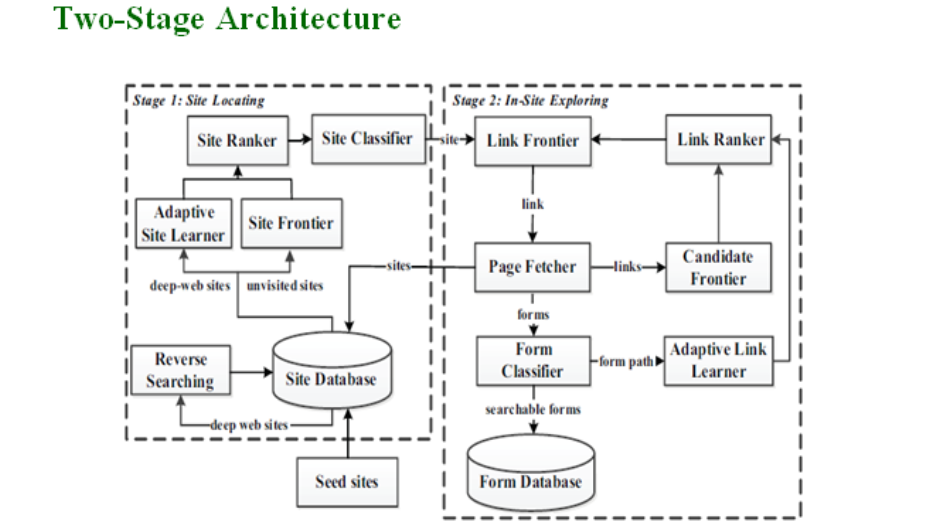 Two-Stage Architecture
Stage 1: Site Locating
Stage 2: In-Site Exploring
Site Ranker
Site Classifier
site
Link Frontier
Link Ranker
link
Adaptive
Site Learner
Site Frontier
deep-web sites
unvisited sites
sites
Page Fetcher
links
Candidate
Frontier
forms
Reverse
Searching
Site Database
Form
Classifier
form path
Adaptive Link
Learner
deep web sites
searchable forms
Seed sites
Form Database